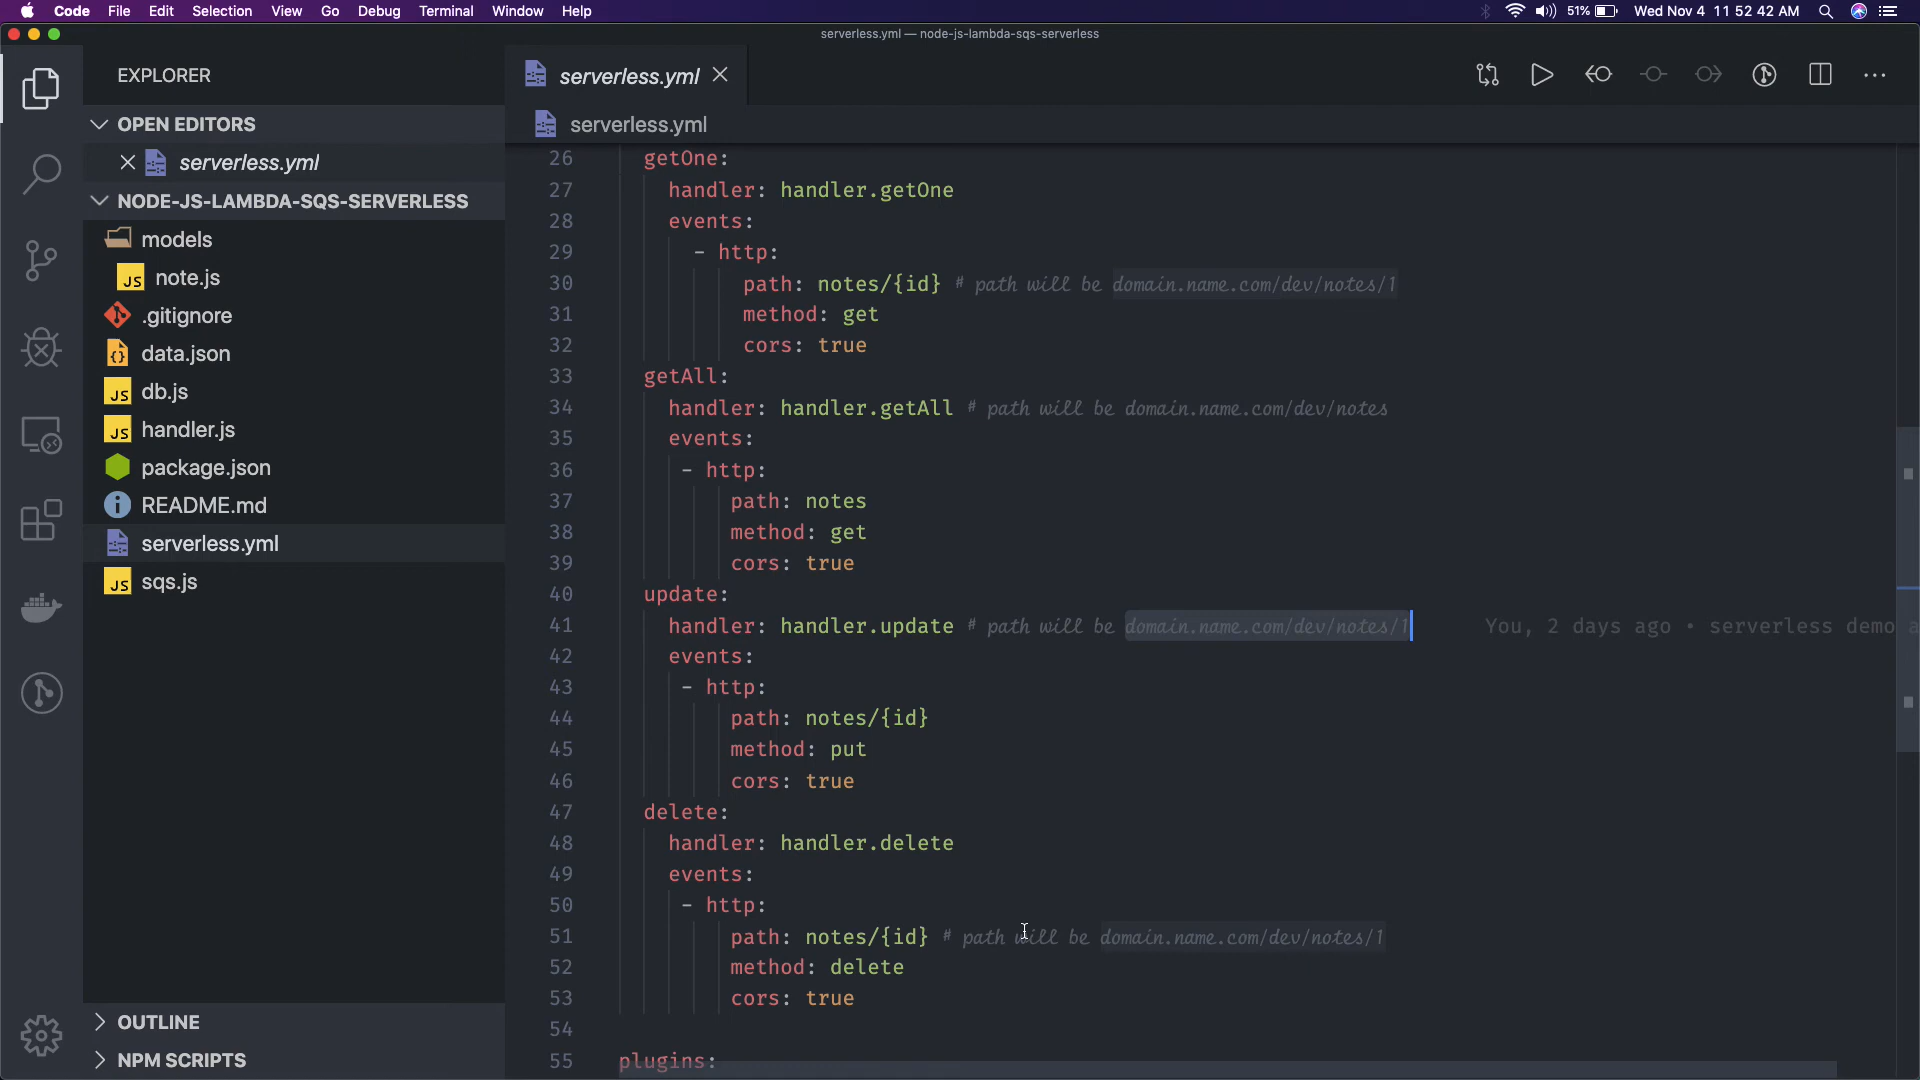 Code File Edit Selection View Go Debug Terminal Window Help 51% Wed Nov 4 11 52 42 AM
serverless.yml — node-js-lambda-sqs-serverless
EXPLORER
OPEN EDITORS
serverless.yml
NODE-JS-LAMBDA-SQS-SERVERLESS
models
JS note.js
.gitignore
data.json
JS db.js
JS handler.js
package.json
README.md
serverless.yml
JS sqs.js
OUTLINE
NPM SCRIPTS
serverless.yml
serverless.yml
26 getOne:
27 handler: handler.getOne
28 events:
29 - http:
30 path: notes/{id} # path will be domain.name.com/dev/notes/1
31 method: get
32 cors: true
33 getAll:
34 handler: handler.getAll # path will be domain.name.com/dev/notes
35 events:
36 - http:
37 path: notes
38 method: get
39 cors: true
40 update:
41 handler: handler.update # path will be domain.name.com/dev/notes/1 You, 2 days ago • serverless demo
42 events:
43 - http:
44 path: notes/{id}
45 method: put
46 cors: true
47 delete:
48 handler: handler.delete
49 events:
50 - http:
51 path: notes/{id} # path will be domain.name.com/dev/notes/1
52 method: delete
53 cors: true
54
55 plugins: